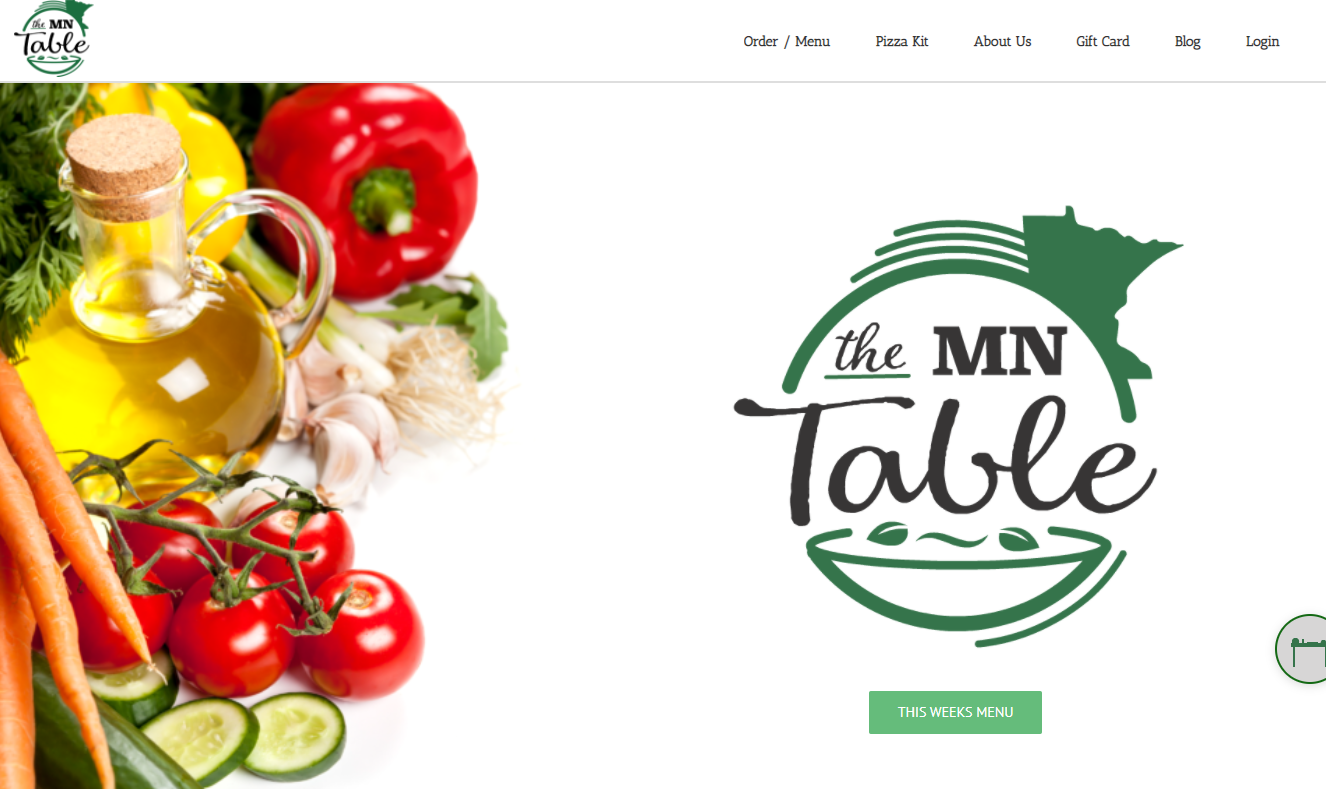 the MN
Table
Order / Menu
Pizza Kit
About Us
Gift Card
Blog
Login
the MN
Table
THIS WEEKS MENU